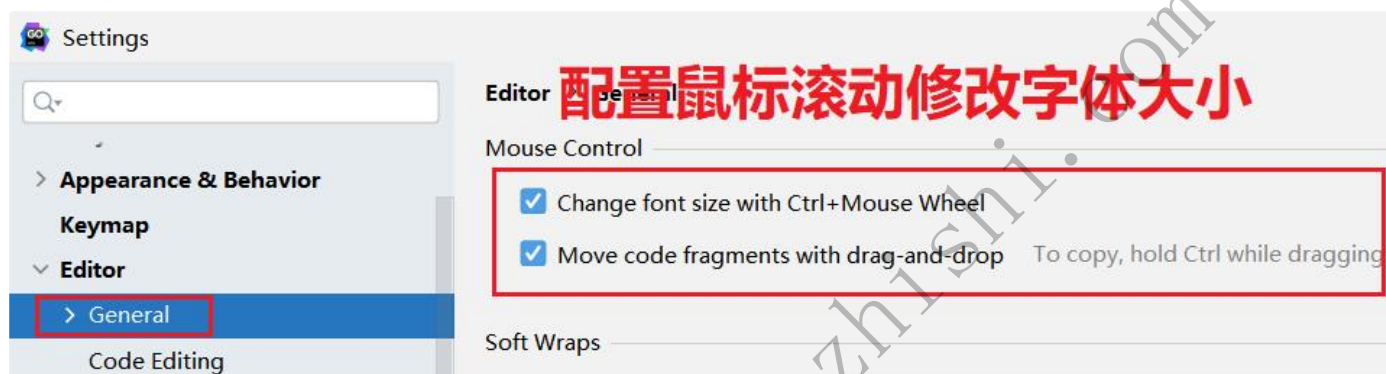 Settings
Editor General
配置鼠标滚动修改字体大小
Mouse Control
Appearance & Behavior
Change font size with Ctrl+Mouse Wheel
Keymap
Move code fragments with drag-and-drop To copy, hold Ctrl while dragging
Editor
General
Soft Wraps
Code Editing
zhishi.com